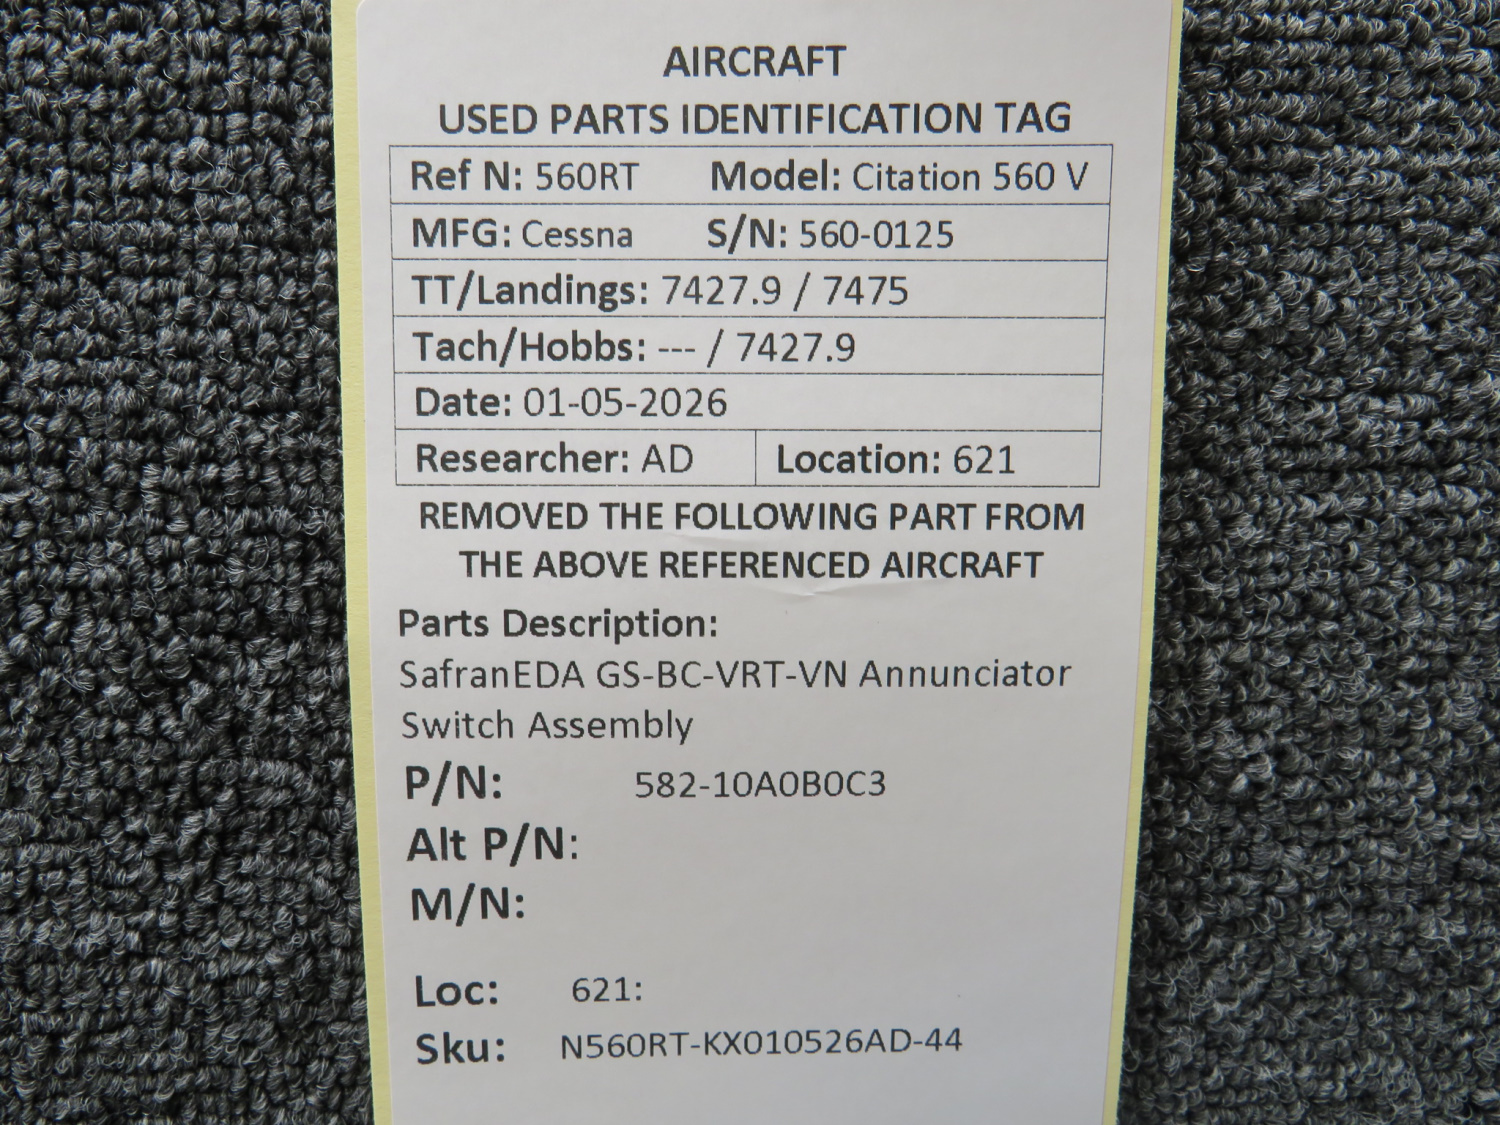 AIRCRAFT
USED PARTS IDENTIFICATION TAG
Ref N: 560RT Model: Citation 560 V
MFG: Cessna S/N: 560-0125
TT/Landings: 7427.9 / 7475
Tach/Hobbs: --- / 7427.9
Date: 01-05-2026
Researcher: AD Location: 621
REMOVED THE FOLLOWING PART FROM
THE ABOVE REFERENCED AIRCRAFT
Parts Description:
SafranEDA GS-BC-VRT-VN Annunciator
Switch Assembly
P/N: 582-10A0B0C3
Alt P/N:
M/N:
Loc: 621:
Sku: N560RT-KX010526AD-44